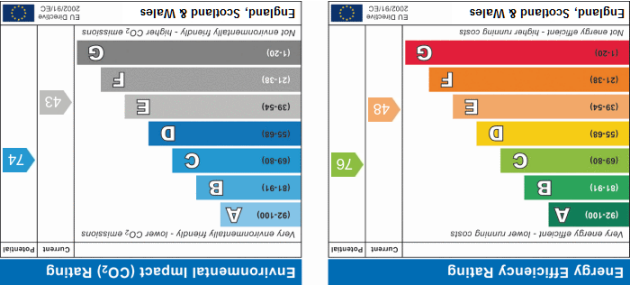 Energy Efficiency Rating
Current Potential
Very energy efficient - lower running costs
(92-100) A
(81-91) B
(69-80) C
(55-68) D
(39-54) E
(21-38) F
(1-20) G
48
76
Not energy efficient - higher running costs
England, Scotland & Wales
EU Directive
2002/91/EC
Environmental Impact (CO₂) Rating
Current Potential
Very environmentally friendly - lower CO₂ emissions
(92-100) A
(81-91) B
(69-80) C
(55-68) D
(39-54) E
(21-38) F
(1-20) G
43
74
Not environmentally friendly - higher CO₂ emissions
England, Scotland & Wales
EU Directive
2002/91/EC